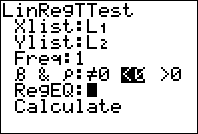 LinRegTTest
Xlist:L₁
Ylist:L₂
Freq:1
β & ρ:≠0 <0 >0
RegEQ:
Calculate